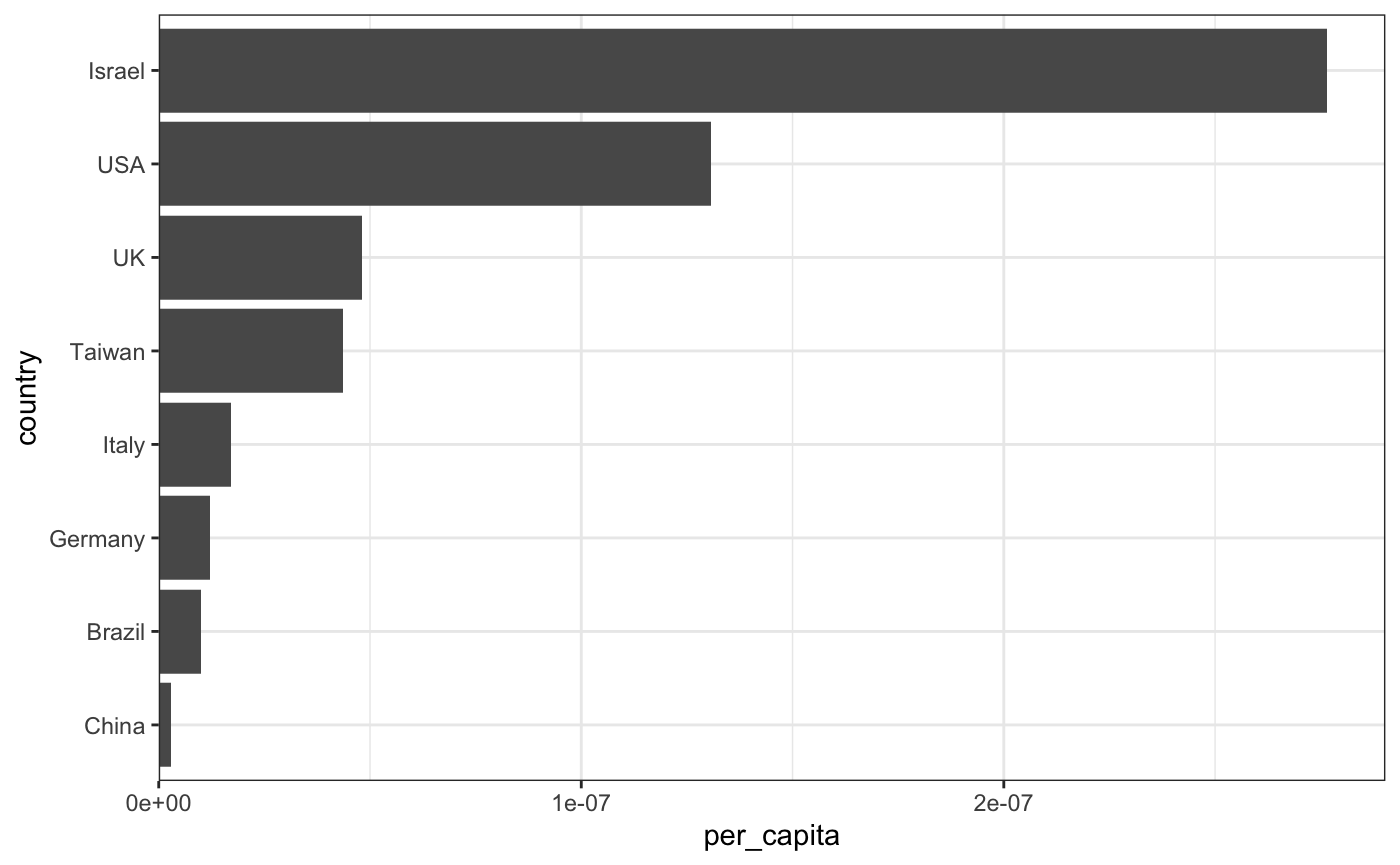 Israel
USA
UK
Taiwan
Italy
Germany
Brazil
China
country
0e+00 1e-07 2e-07
per_capita